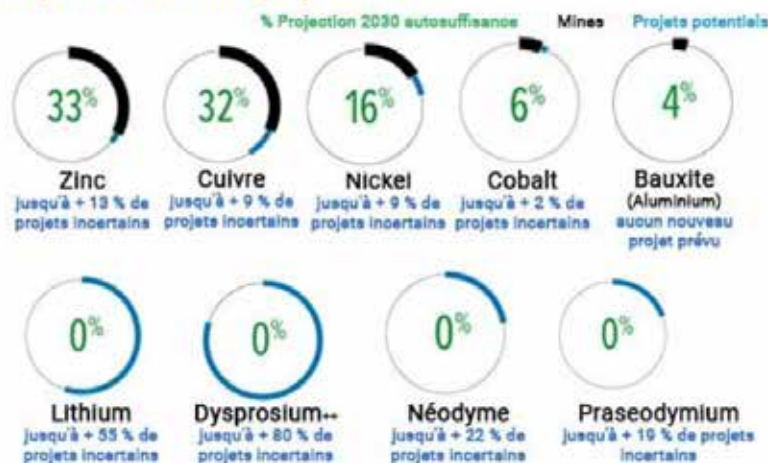 % Projection 2030 autosuffisance Mines Projets potentiels
33% 32% 16% 6% 4%
Zinc Cuivre Nickel Cobalt Bauxite
(Aluminium)
jusqu'à + 13 % de projets incertains
jusqu'à + 9 % de projets incertains
jusqu'à + 9 % de projets incertains
jusqu'à + 2 % de projets incertains
aucun nouveau projet prévu
0% 0% 0% 0%
Lithium Dysprosium++ Néodyme Praseodymium
jusqu'à + 55 % de projets incertains
jusqu'à + 80 % de projets incertains
jusqu'à + 22 % de projets incertains
jusqu'à + 19 % de projets incertains